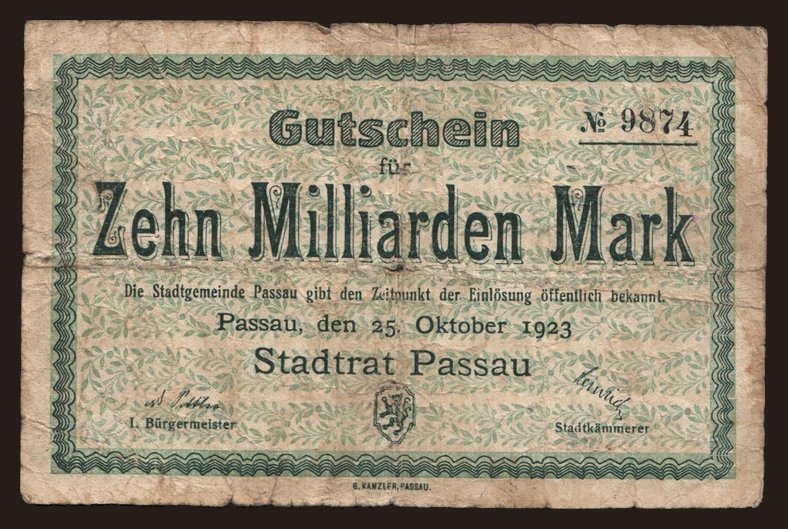 Gutschein
№ 9874
für
Zehn Milliarden Mark
Die Stadtgemeinde Passau gibt den Zeitpunkt der Einlösung öffentlich bekannt.
Passau, den 25. Oktober 1923
Stadtrat Passau
I. Bürgermeister
Stadtkämmerer
G. KANZLER, PASSAU.